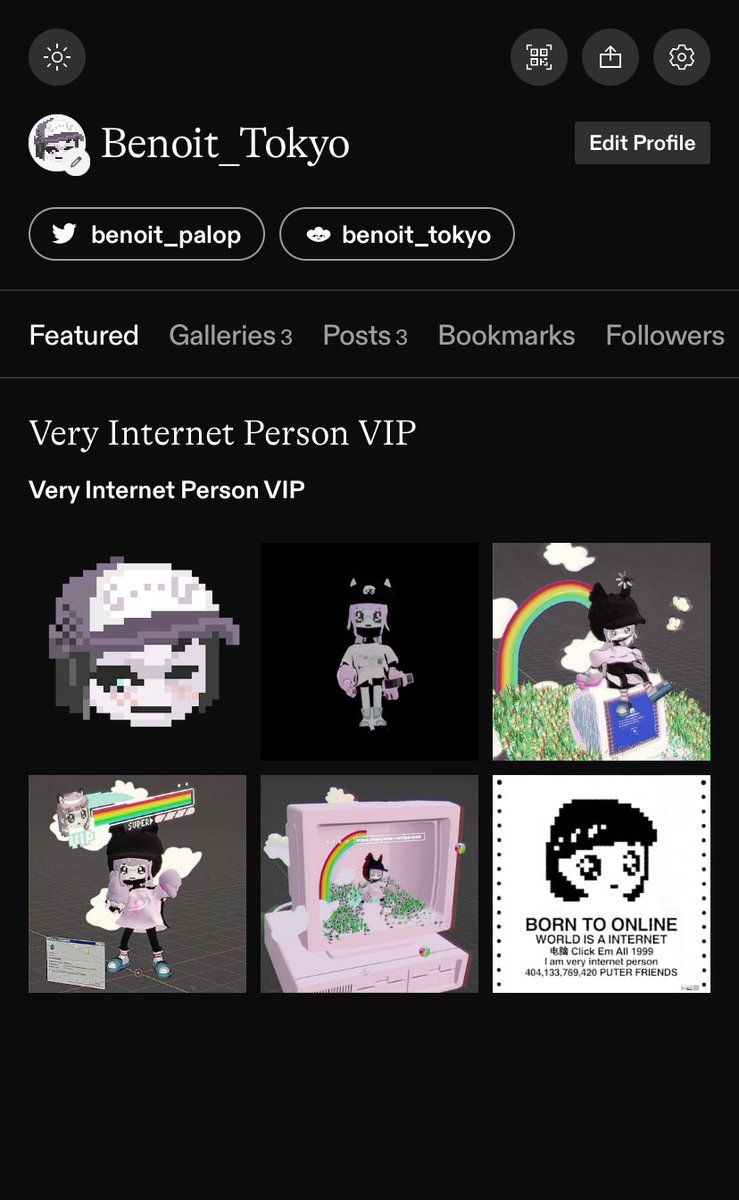 Benoit_Tokyo
Edit Profile
benoit_palop
benoit_tokyo
Featured
Galleries 3
Posts 3
Bookmarks
Followers
Very Internet Person VIP
Very Internet Person VIP
SUPER
BORN TO ONLINE
WORLD IS A INTERNET
电脑 Click Em All 1999
I am very internet person
404,133,769,420 PUTER FRIENDS